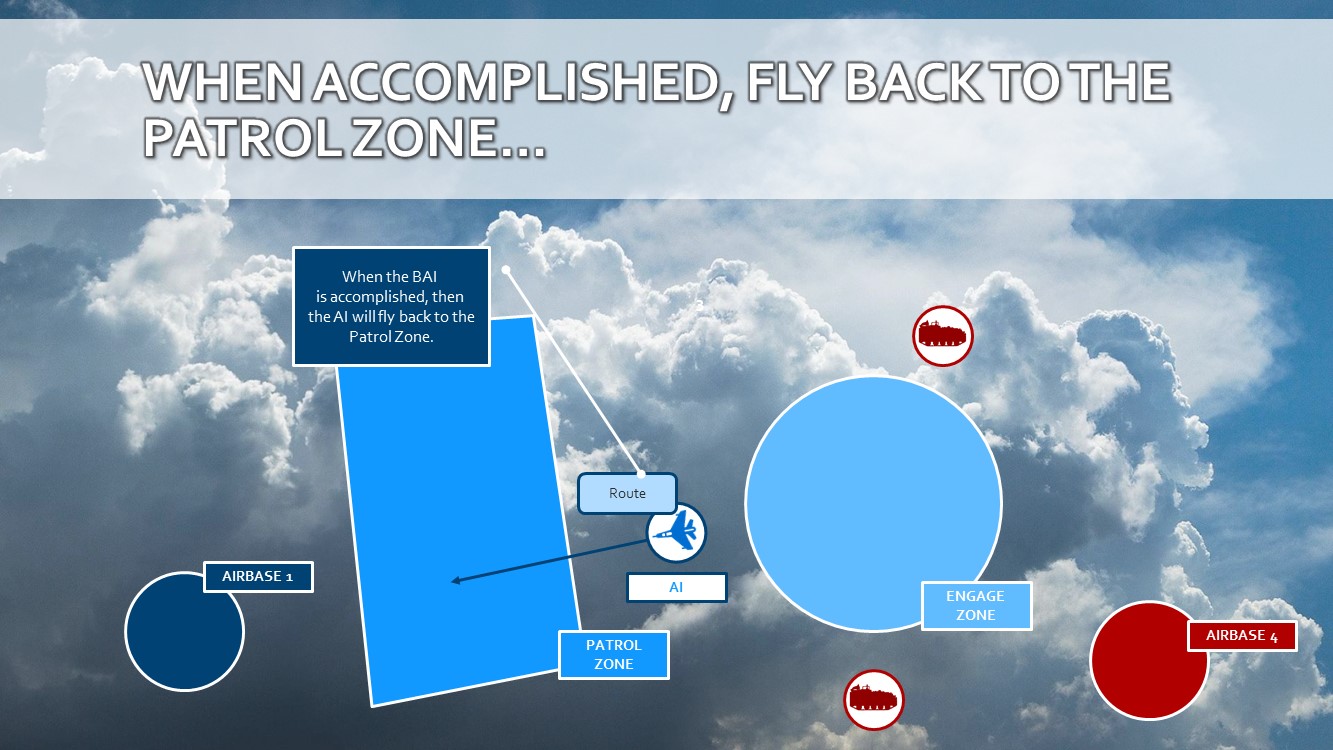 WHEN ACCOMPLISHED, FLY BACK TO THE
PATROL ZONE...
When the BAI
is accomplished, then
the AI will fly back to the
Patrol Zone.
Route
AI
AIRBASE 1
PATROL
ZONE
ENGAGE
ZONE
AIRBASE 4